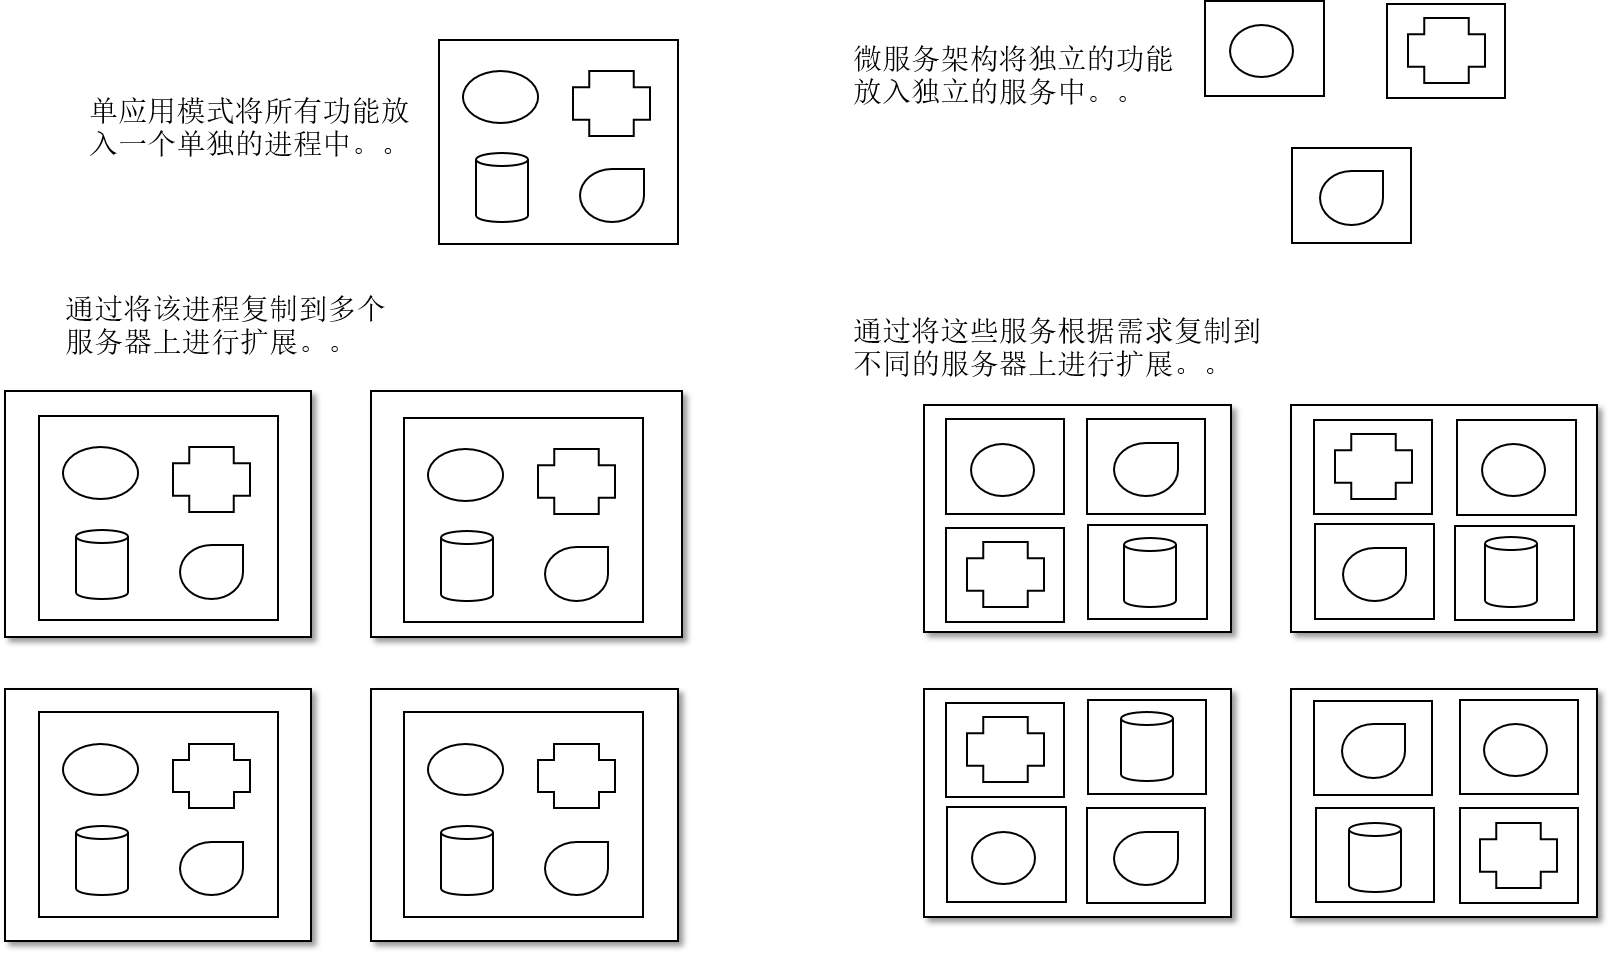 单应用模式将所有功能放
入一个单独的进程中。。
微服务架构将独立的功能
放入独立的服务中。。
通过将该进程复制到多个
服务器上进行扩展。。
通过将这些服务根据需求复制到
不同的服务器上进行扩展。。